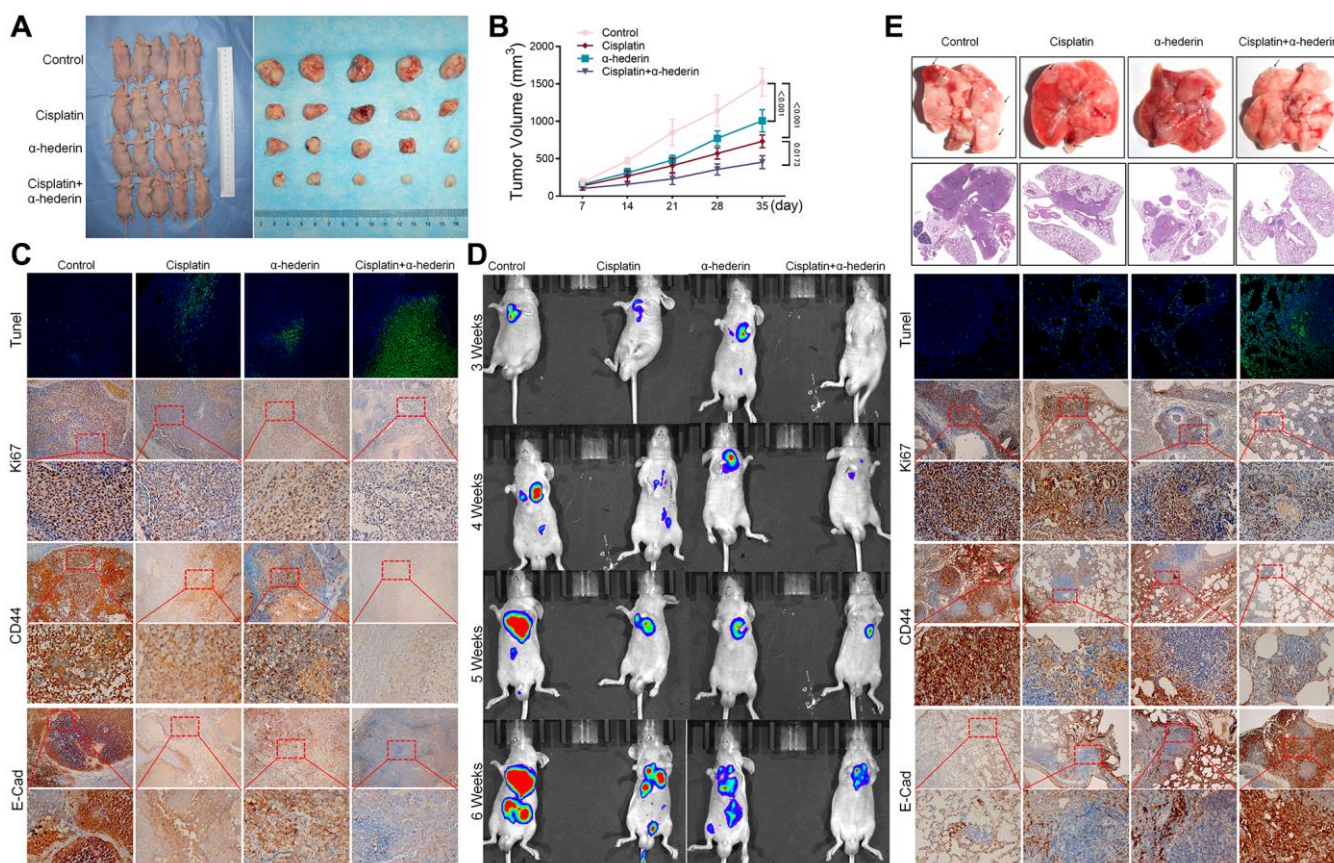 A
Control
Cisplatin
α-hederin
Cisplatin+
α-hederin
B
Control
Cisplatin
α-hederin
Cisplatin+α-hederin
Tumor Volume (mm³)
2000
1500
1000
500
0
7 14 21 28 35 (day)
<0.001
<0.001
0.0173
C
Control Cisplatin α-hederin Cisplatin+α-hederin
Tunel
Ki67
CD44
E-Cad
D
Control Cisplatin α-hederin Cisplatin+α-hederin
3 Weeks
4 Weeks
5 Weeks
6 Weeks
E
Control Cisplatin α-hederin Cisplatin+α-hederin
Tunel
Ki67
CD44
E-Cad